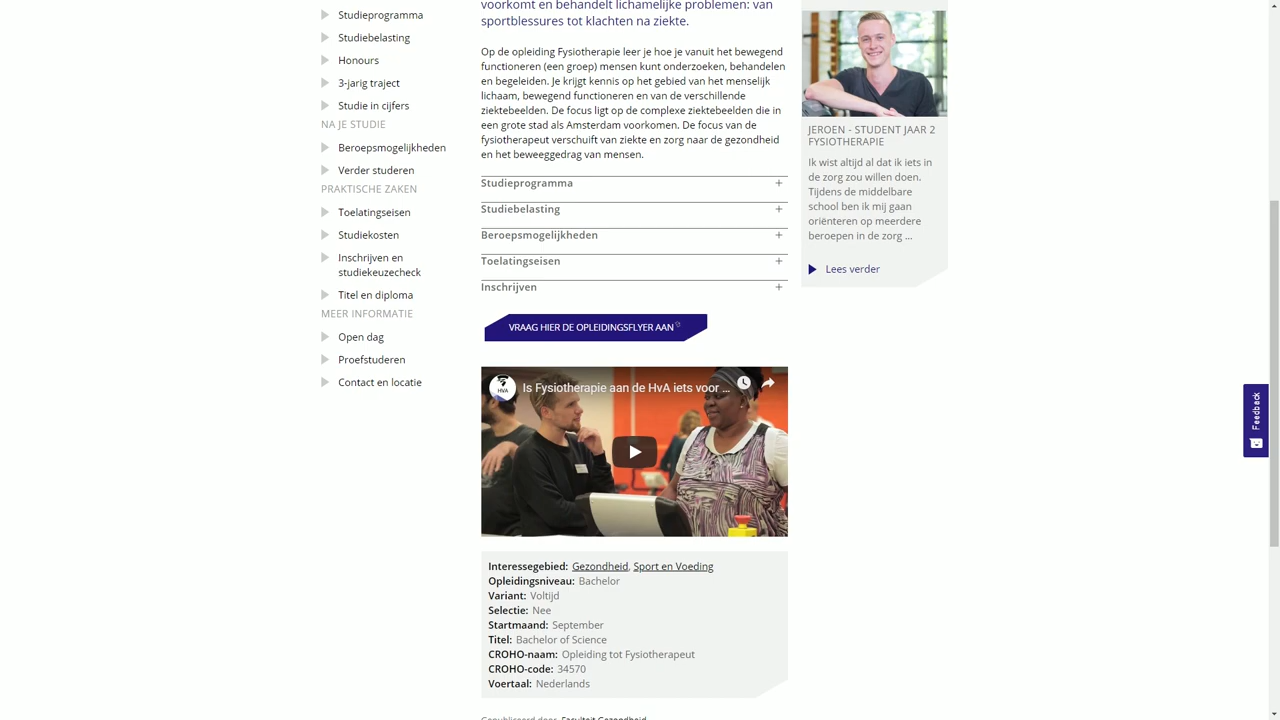 Studieprogramma
Studiebelasting
Honours
3-jarig traject
Studie in cijfers
NA JE STUDIE
Beroepsmogelijkheden
Verder studeren
PRAKTISCHE ZAKEN
Toelatingseisen
Studiekosten
Inschrijven en
studiekeuzecheck
Titel en diploma
MEER INFORMATIE
Open dag
Proefstuderen
Contact en locatie
voorkomt en behandelt lichamelijke problemen: van
sportblessures tot klachten na ziekte.
Op de opleiding Fysiotherapie leer je hoe je vanuit het bewegend
functioneren (een groep) mensen kunt onderzoeken, behandelen
en begeleiden. Je krijgt kennis op het gebied van het menselijk
lichaam, bewegend functioneren en van de verschillende
ziektebeelden. De focus ligt op de complexe ziektebeelden die in
een grote stad als Amsterdam voorkomen. De focus van de
fysiotherapeut verschuift van ziekte en zorg naar de gezondheid
en het beweeggedrag van mensen.
Studieprogramma +
Studiebelasting +
Beroepsmogelijkheden +
Toelatingseisen +
Inschrijven +
VRAAG HIER DE OPLEIDINGSFLYER AAN
HVA
Is Fysiotherapie aan de HvA iets voor ...
Interessegebied: Gezondheid, Sport en Voeding
Opleidingsniveau: Bachelor
Variant: Voltijd
Selectie: Nee
Startmaand: September
Titel: Bachelor of Science
CROHO-naam: Opleiding tot Fysiotherapeut
CROHO-code: 34570
Voertaal: Nederlands
Gepubliceerd door Faculteit Gezondheid
JEROEN - STUDENT JAAR 2
FYSIOTHERAPIE
Ik wist altijd al dat ik iets in
de zorg zou willen doen.
Tijdens de middelbare
school ben ik mij gaan
oriënteren op meerdere
beroepen in de zorg ...
Lees verder
Feedback